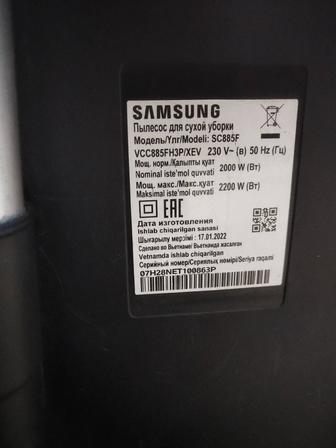 SAMSUNG
Пылесос для сухой уборки
Модель/Үлгі/Modeli: SC885F
VCC885FH3P/XEV 230 V~ (в) 50 Hz (Гц)
Мощ. норм./Қалыпты қуат
Nominal iste'mol quvvati 2000 W (Вт)
Мощ. макс./Макс.қуат
Maksimal iste'mol quvvati 2200 W (Вт)
EAC
Дата изготовления
ishlab chiqarilgan sanasi
Шығарылу мерзімі : 17.01.2022
Сделано во Вьетнаме/ Вьетнамда жасалған
Vetnamda ishlab chiqarilgan
Серийный номер/Сериялық нөмірі/Seriya raqami
07H28NET100863P